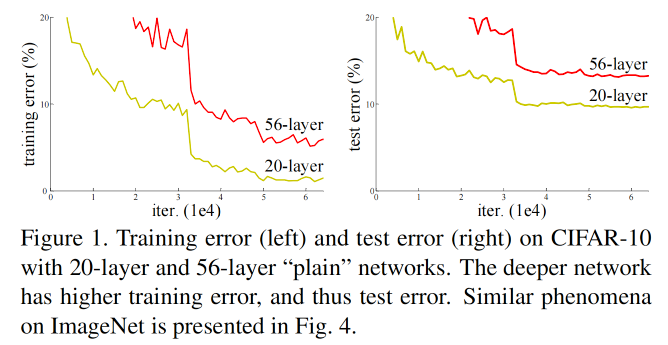 20
10
0
training error (%)
56-layer
20-layer
0 1 2 3 4 5 6
iter. (1e4)
20
10
0
test error (%)
56-layer
20-layer
0 1 2 3 4 5 6
iter. (1e4)
Figure 1. Training error (left) and test error (right) on CIFAR-10
with 20-layer and 56-layer “plain” networks. The deeper network
has higher training error, and thus test error. Similar phenomena
on ImageNet is presented in Fig. 4.